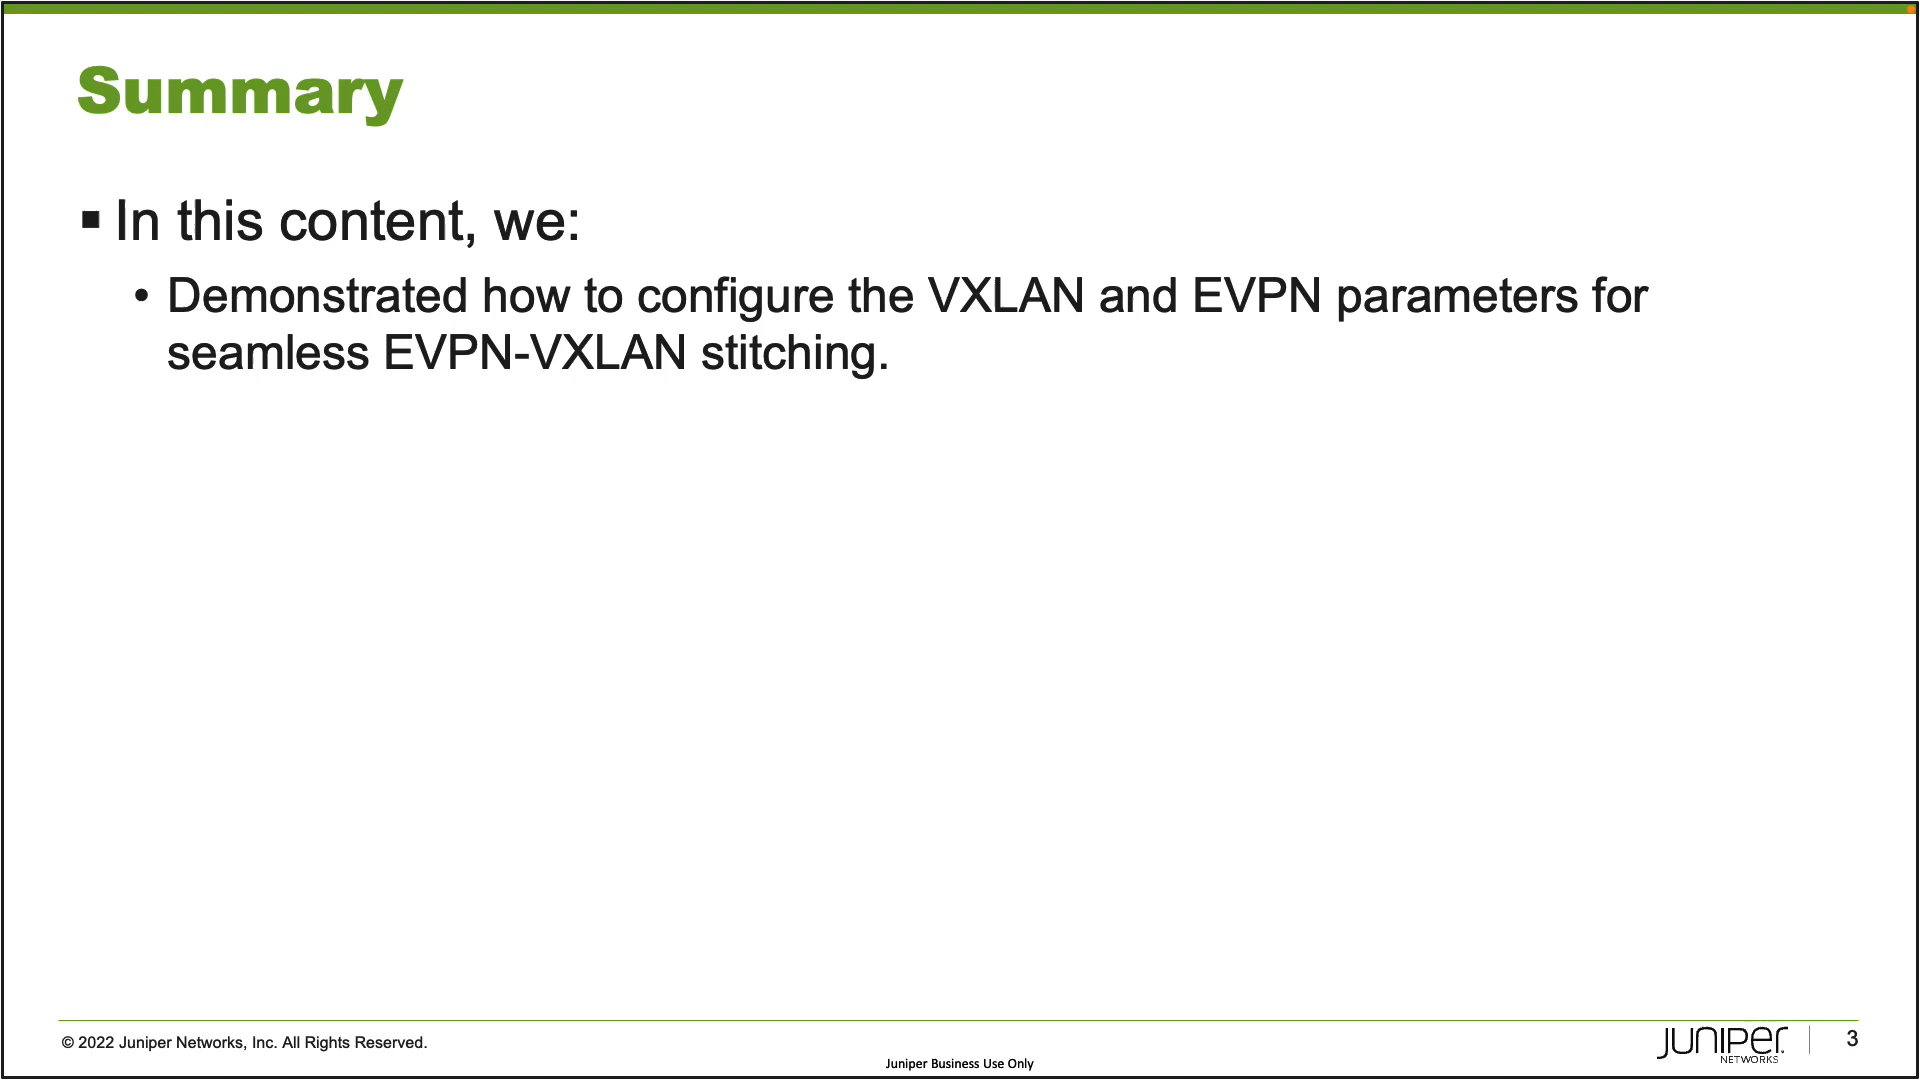 Summary
▪ In this content, we:
• Demonstrated how to configure the VXLAN and EVPN parameters for
seamless EVPN-VXLAN stitching.
© 2022 Juniper Networks, Inc. All Rights Reserved.
Juniper Business Use Only
JUNIPER
NETWORKS
3